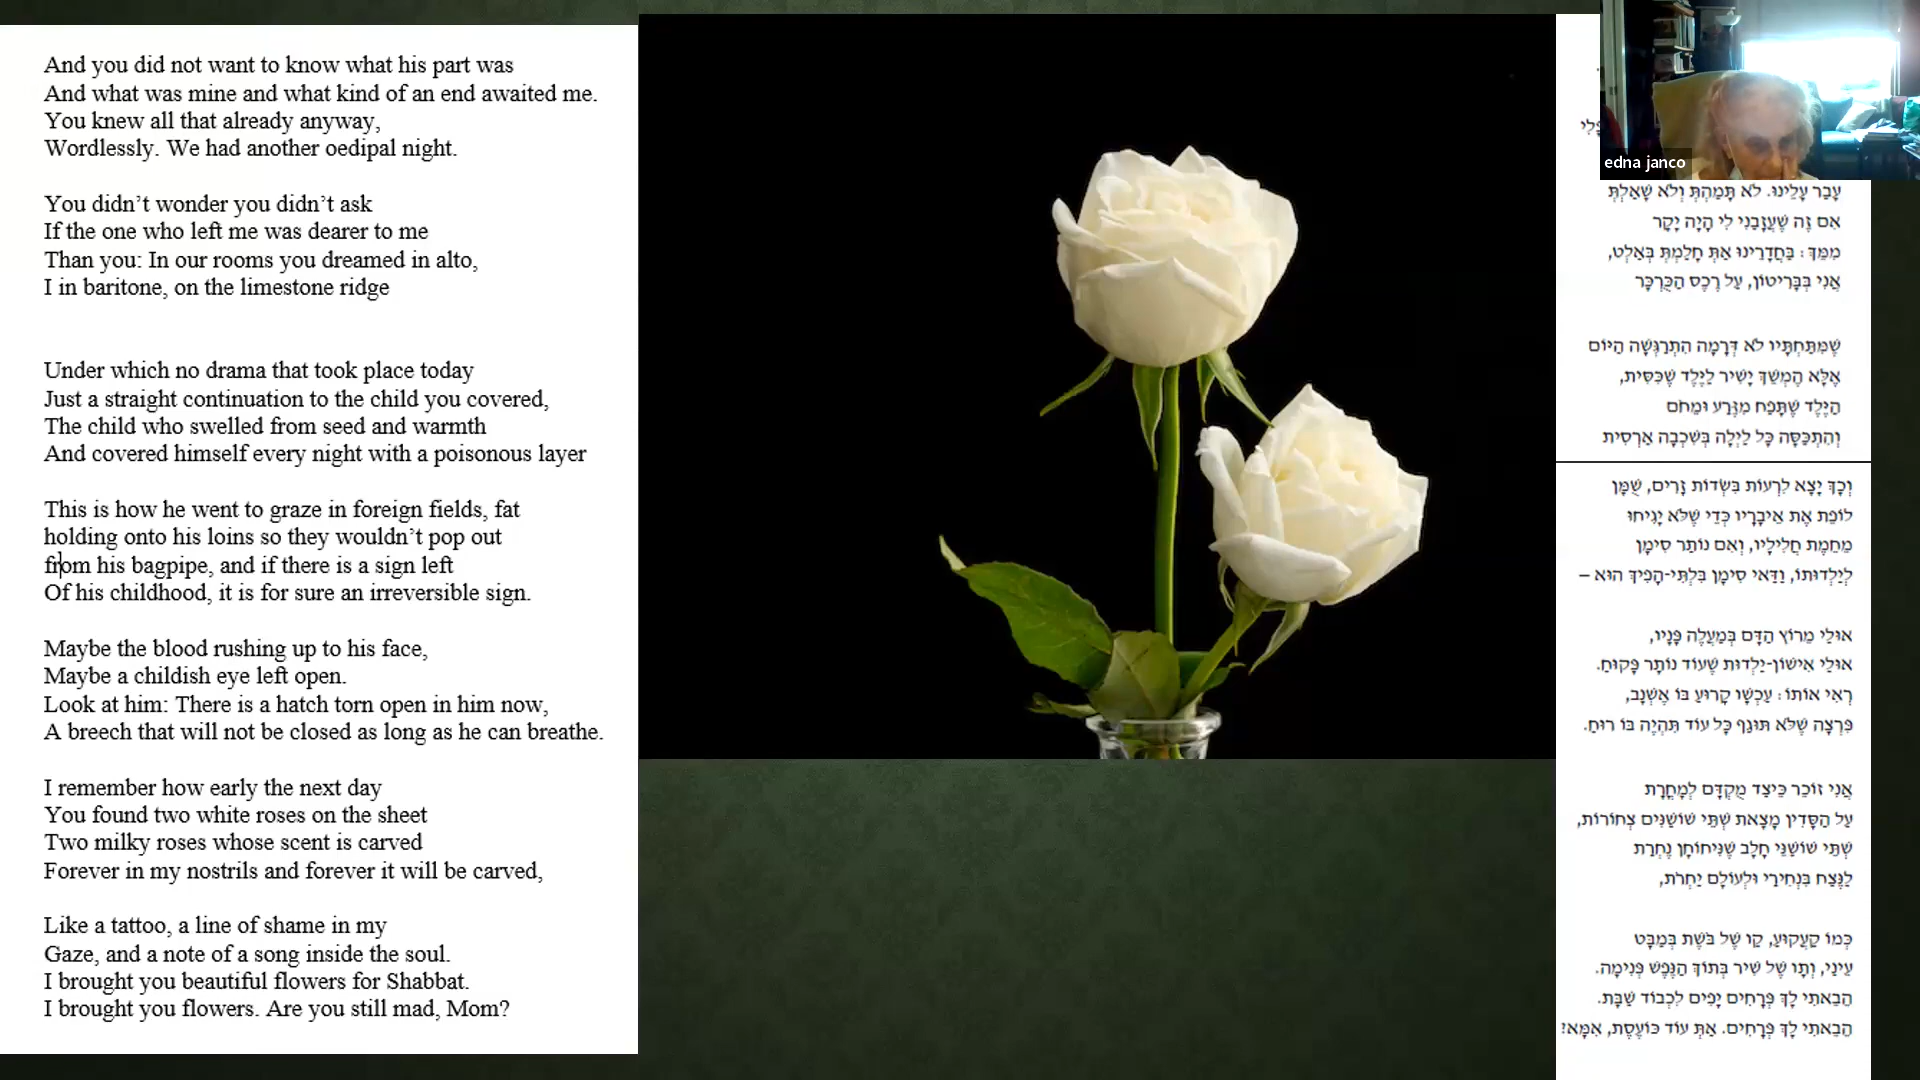 And you did not want to know what his part was
And what was mine and what kind of an end awaited me.
You knew all that already anyway,
Wordlessly. We had another oedipal night.
You didn’t wonder you didn’t ask
If the one who left me was dearer to me
Than you: In our rooms you dreamed in alto,
I in baritone, on the limestone ridge
Under which no drama that took place today
Just a straight continuation to the child you covered,
The child who swelled from seed and warmth
And covered himself every night with a poisonous layer
This is how he went to graze in foreign fields, fat
holding onto his loins so they wouldn’t pop out
from his bagpipe, and if there is a sign left
Of his childhood, it is for sure an irreversible sign.
Maybe the blood rushing up to his face,
Maybe a childish eye left open.
Look at him: There is a hatch torn open in him now,
A breech that will not be closed as long as he can breathe.
I remember how early the next day
You found two white roses on the sheet
Two milky roses whose scent is carved
Forever in my nostrils and forever it will be carved,
Like a tattoo, a line of shame in my
Gaze, and a note of a song inside the soul.
I brought you beautiful flowers for Shabbat.
I brought you flowers. Are you still mad, Mom?
edna janco
עָבַר עָלֵינוּ. לֹא תָּמַהְתְּ וְלֹא שָׁאַלְתְּ
אִם זֶה שֶׁעֲזָבַנִי לִי הָיָה יָקָר
מִמֵּךְ : בַּחֲדָרֵינוּ אַתְּ חָלַמְתְּ בְּאַלְט,
אֲנִי בְּבָּרִיטוֹן, עַל רֶכֶס הַכֻּרְכָּר
שֶׁמִּתַּחְתָּיו לֹא דְּרָמָה הִתְרַגְּשָׁה הַיּוֹם
אֶלָּא הֶמְשֵׁךְ יָשִׁיר לַיֶּלֶד שֶׁכִּסִּית,
הַיֶּלֶד שֶׁתָּפַח מִזֶּרַע וּמֵחֹם
וְהִתְכַּסָּה כָּל לַיְלָה בְּשִׁכְבָה אַרְסִית
וְכָךְ יָצָא לִרְעוֹת בִּשְׂדוֹת זָרִים, שֻׁמָּן
לוֹפֵת אֶת אֵיבָרָיו כְּדֵי שֶׁלֹּא יָגִיחוּ
מֵחֵמֶת חֲלִילָיו, וְאִם נוֹתַר סִימָן
לְיַלְדוּתוֹ, וַדַּאי סִימָן בִּלְתִּי-הָפִיךְ הוּא –
אוּלַי מֵרוֹץ הַדָּם בְּמַעֲלֵה פָּנָיו,
אוּלַי אִישׁוֹן-יַלְדוּת שֶׁעוֹד נוֹתָר פָּקוּחַ.
רְאִי אוֹתוֹ : עַכְשָׁו קָרוּעַ בּוֹ אֶשְׁנָב,
פִּרְצָה שֶׁלֹּא תּוּגַף כָּל עוֹד תִּהְיֶה בּוֹ רוּחַ.
אֲנִי זוֹכֵר כֵּיצַד מֻקְדָּם לְמָחֳרָת
עַל הַסָּדִין מָצָאת שְׁתֵּי שׁוֹשַׁנִּים צְחוֹרוֹת,
שְׁתֵּי שׁוֹשַׁנֵּי חָלָב שֶׁנִּיחוֹחָן נֶחְרַת
לַנֶּצַח בִּנְחִירַי וּלְעוֹלָם יַחְרֹת,
כְּמוֹ קַעֲקוּעַ, קַו שֶׁל בֹּשֶׁת בְּמַבַּט
עֵינַי, וְתָו שֶׁל שִׁיר בְּתוֹךְ הַנֶּפֶשׁ פְּנִימָה.
הֵבֵאתִי לָךְ פְּרָחִים יָפִים לִכְבוֹד שַׁבָּת.
הֵבֵאתִי לָךְ פְּרָחִים. אַתְּ עוֹד כּוֹעֶסֶת, אִמָּא?